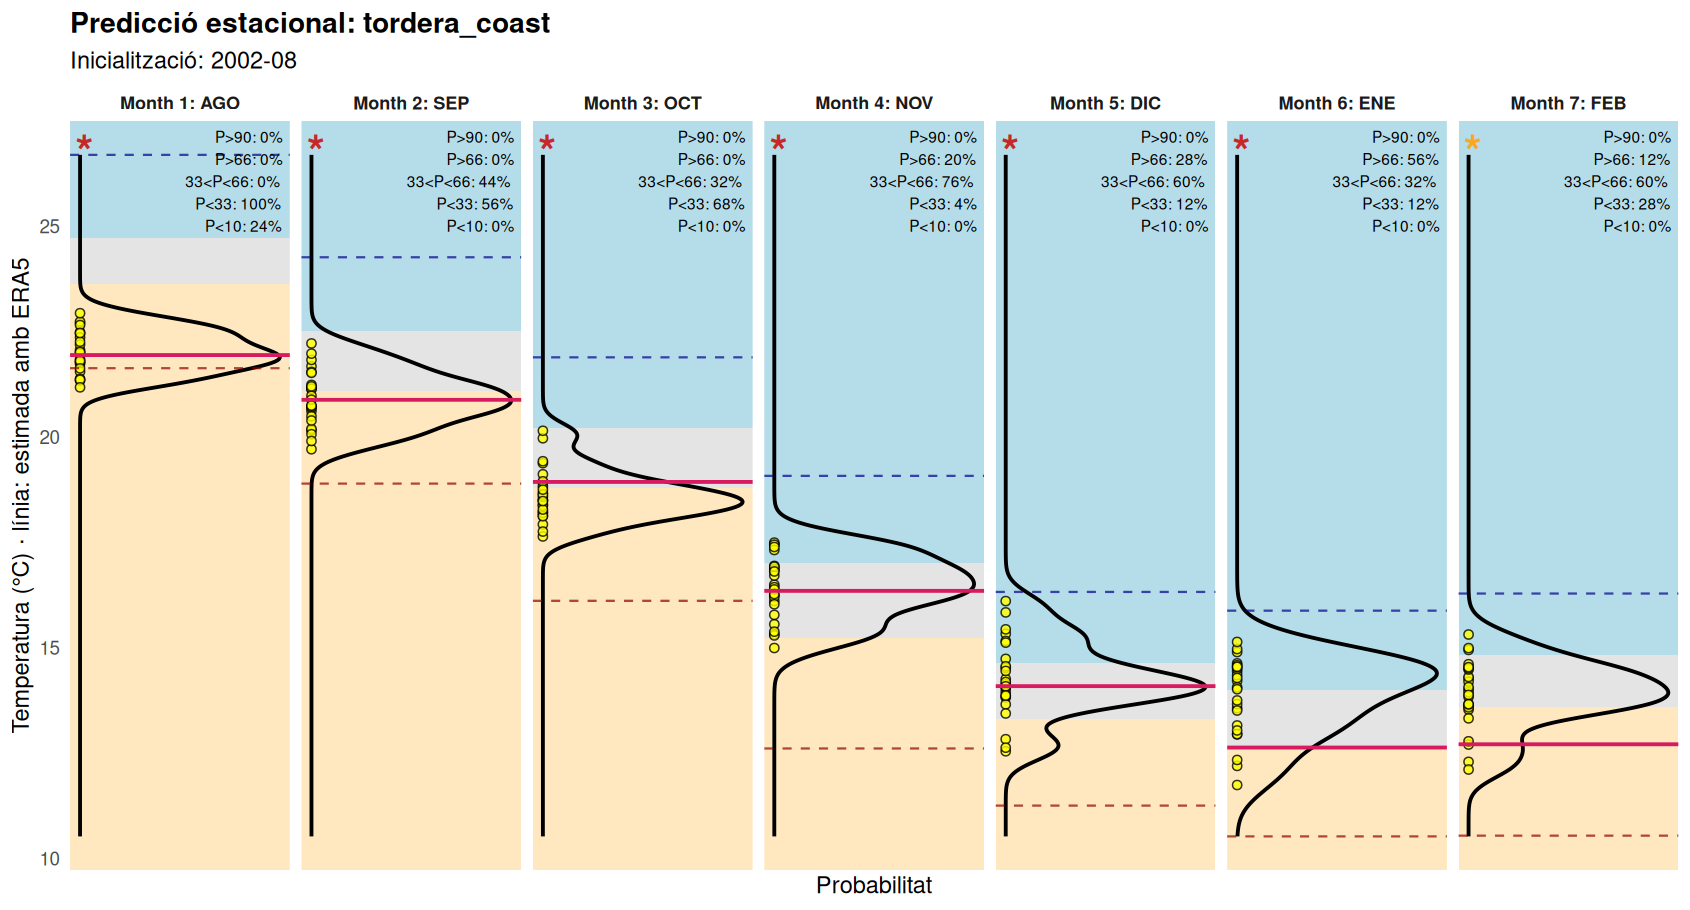 Predicció estacional: tordera_coast
Inicialització: 2002-08
Month 1: AGO
P>90: 0%
P>66: 0%
33<P<66: 0%
P<33: 100%
P<10: 24%
Month 2: SEP
P>90: 0%
P>66: 0%
33<P<66: 44%
P<33: 56%
P<10: 0%
Month 3: OCT
P>90: 0%
P>66: 0%
33<P<66: 32%
P<33: 68%
P<10: 0%
Month 4: NOV
P>90: 0%
P>66: 20%
33<P<66: 76%
P<33: 4%
P<10: 0%
Month 5: DIC
P>90: 0%
P>66: 28%
33<P<66: 60%
P<33: 12%
P<10: 0%
Month 6: ENE
P>90: 0%
P>66: 56%
33<P<66: 32%
P<33: 12%
P<10: 0%
Month 7: FEB
P>90: 0%
P>66: 12%
33<P<66: 60%
P<33: 28%
P<10: 0%
Temperatura (°C) · línia: estimada amb ERA5
25
20
15
10
Probabilitat